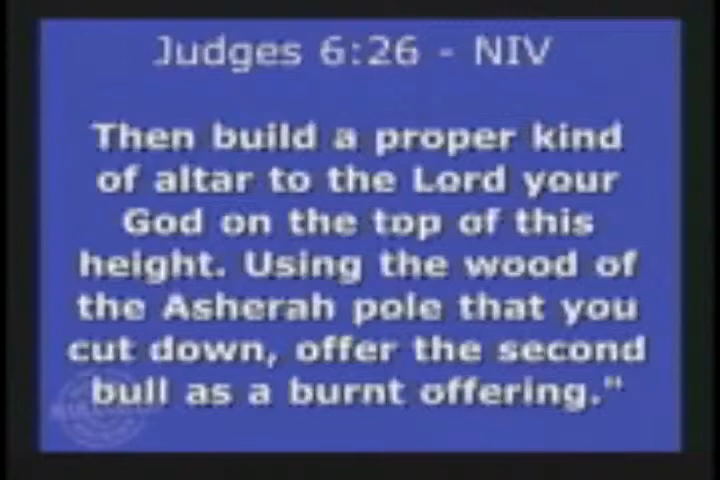 Judges 6:26 - NIV
Then build a proper kind
of altar to the Lord your
God on the top of this
height. Using the wood of
the Asherah pole that you
cut down, offer the second
bull as a burnt offering."